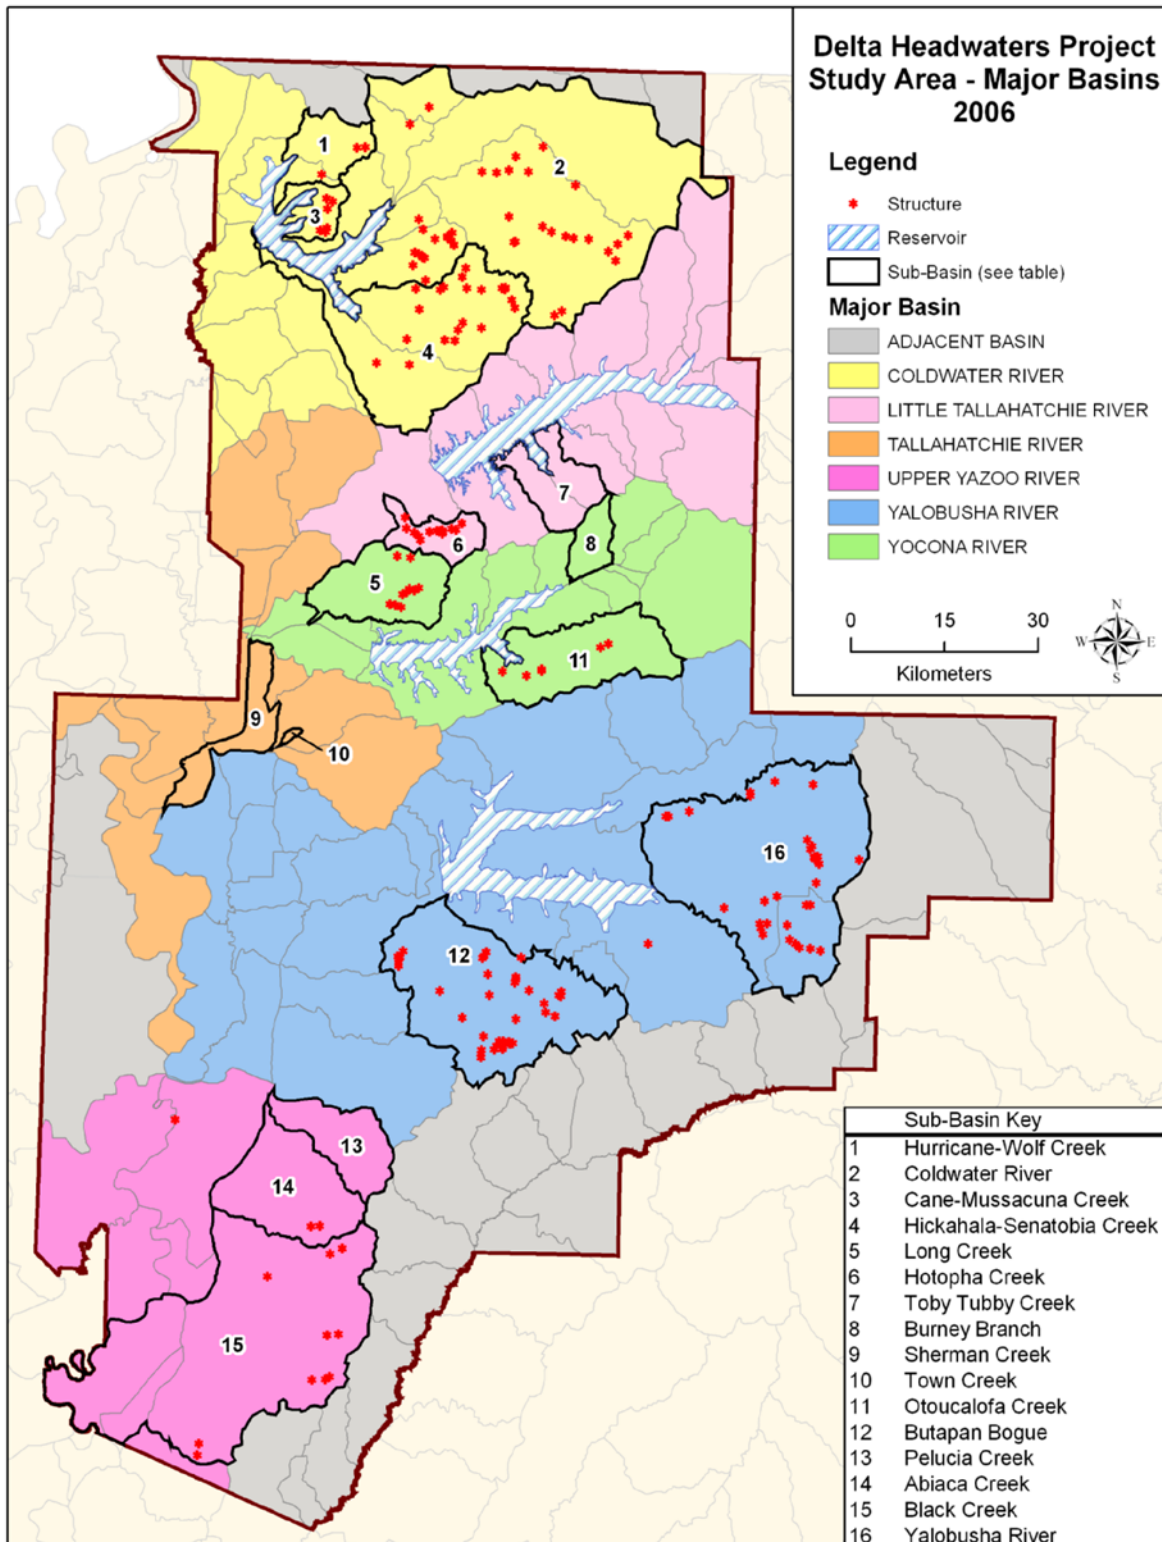 Delta Headwaters Project
Study Area - Major Basins
2006
Legend
Structure
Reservoir
Sub-Basin (see table)
Major Basin
ADJACENT BASIN
COLDWATER RIVER
LITTLE TALLAHATCHIE RIVER
TALLAHATCHIE RIVER
UPPER YAZOO RIVER
YALOBUSHA RIVER
YOCONA RIVER
0 15 30
Kilometers
N
W E
S
1
2
3
4
7
8
6
5
11
9
10
16
12
13
14
15
Sub-Basin Key
1 Hurricane-Wolf Creek
2 Coldwater River
3 Cane-Mussacuna Creek
4 Hickahala-Senatobia Creek
5 Long Creek
6 Hotopha Creek
7 Toby Tubby Creek
8 Burney Branch
9 Sherman Creek
10 Town Creek
11 Otoucalofa Creek
12 Butapan Bogue
13 Pelucia Creek
14 Abiaca Creek
15 Black Creek
16 Yalobusha River